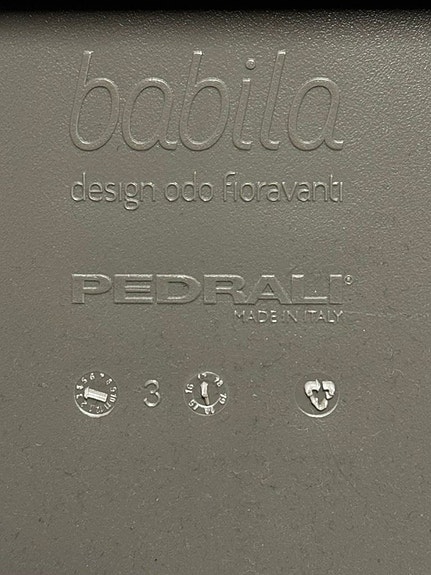 babila
design odo fioravanti
PEDRALI®
MADE IN ITALY
3